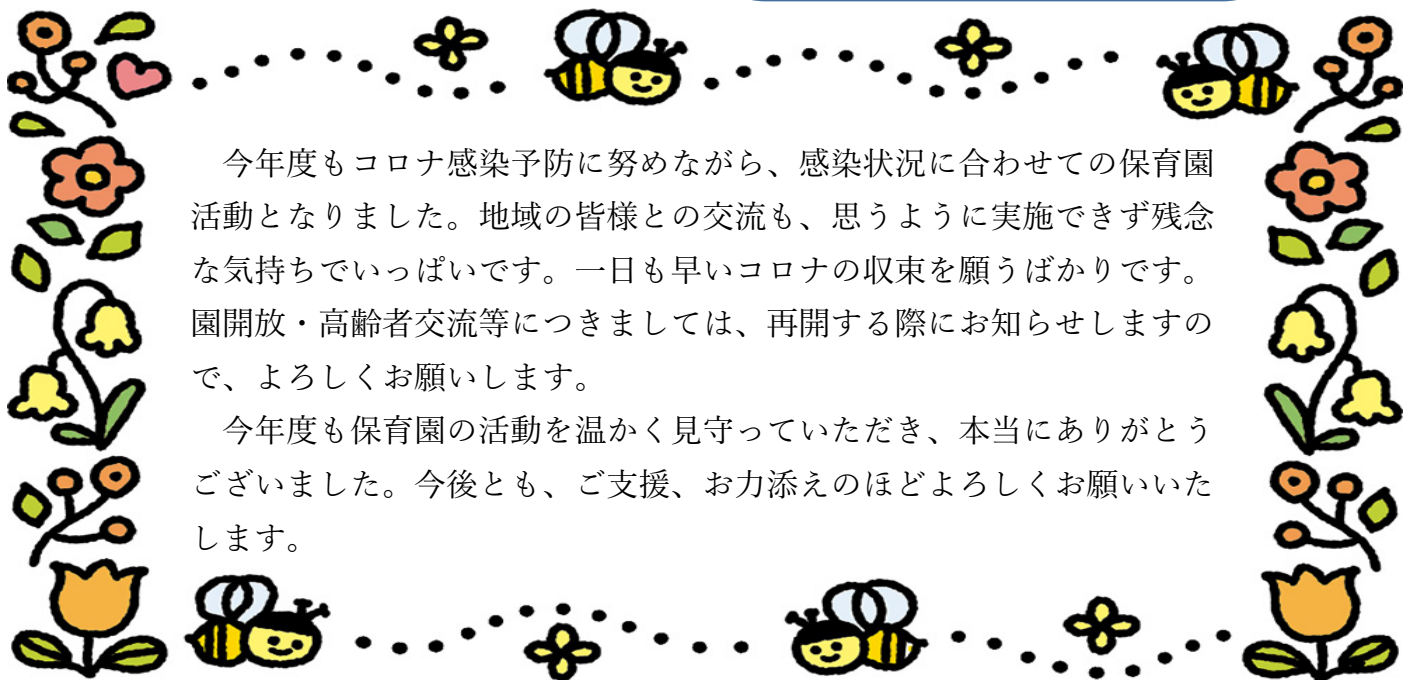 今年度もコロナ感染予防に努めながら、感染状況に合わせての保育園
活動となりました。地域の皆様との交流も、思うように実施できず残念
な気持ちでいっぱいです。一日も早いコロナの収束を願うばかりです。
園開放・高齢者交流等につきましては、再開する際にお知らせしますの
で、よろしくお願いします。
　今年度も保育園の活動を温かく見守っていただき、本当にありがとう
ございました。今後とも、ご支援、お力添えのほどよろしくお願いいた
します。